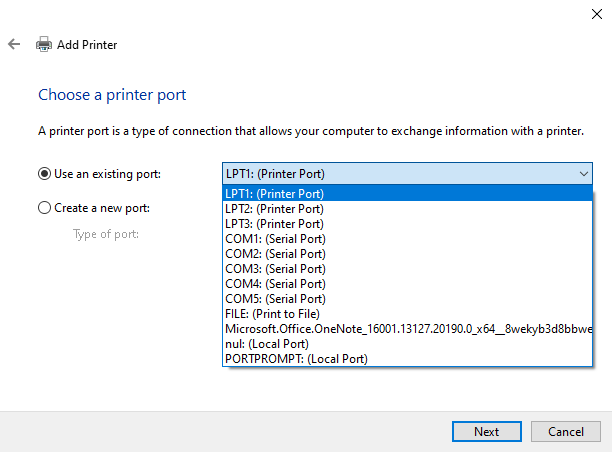 Add Printer
Choose a printer port
A printer port is a type of connection that allows your computer to exchange information with a printer.
Use an existing port:
LPT1: (Printer Port)
LPT1: (Printer Port)
LPT2: (Printer Port)
LPT3: (Printer Port)
COM1: (Serial Port)
COM2: (Serial Port)
COM3: (Serial Port)
COM4: (Serial Port)
COM5: (Serial Port)
FILE: (Print to File)
Microsoft.Office.OneNote_16001.13127.20190.0_x64__8wekyb3d8bbwe
nul: (Local Port)
PORTPROMPT: (Local Port)
Create a new port:
Type of port:
Next
Cancel